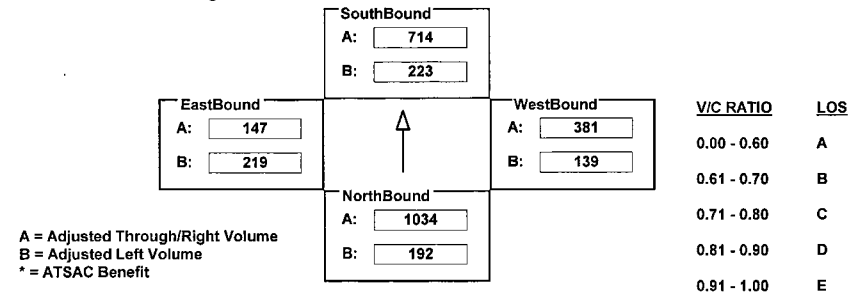 SouthBound
A: 714
B: 223
EastBound
A: 147
B: 219
WestBound
A: 381
B: 139
NorthBound
A: 1034
B: 192
A = Adjusted Through/Right Volume
B = Adjusted Left Volume
* = ATSAC Benefit
V/C RATIO LOS
0.00 - 0.60 A
0.61 - 0.70 B
0.71 - 0.80 C
0.81 - 0.90 D
0.91 - 1.00 E